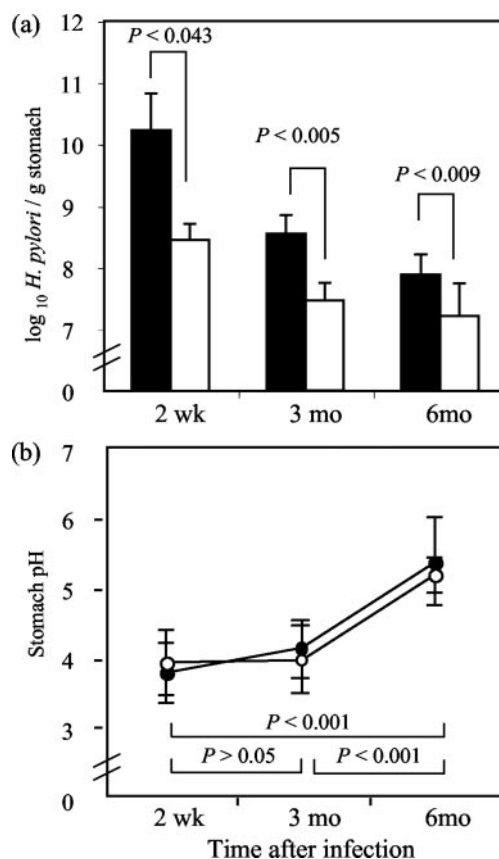 (a)
12
P < 0.043
11
P < 0.005
10
P < 0.009
9
8
7
0
log 10 H. pylori / g stomach
2 wk 3 mo 6mo
(b)
7
6
5
4
3
0
Stomach pH
P < 0.001
P > 0.05 P < 0.001
2 wk 3 mo 6mo
Time after infection